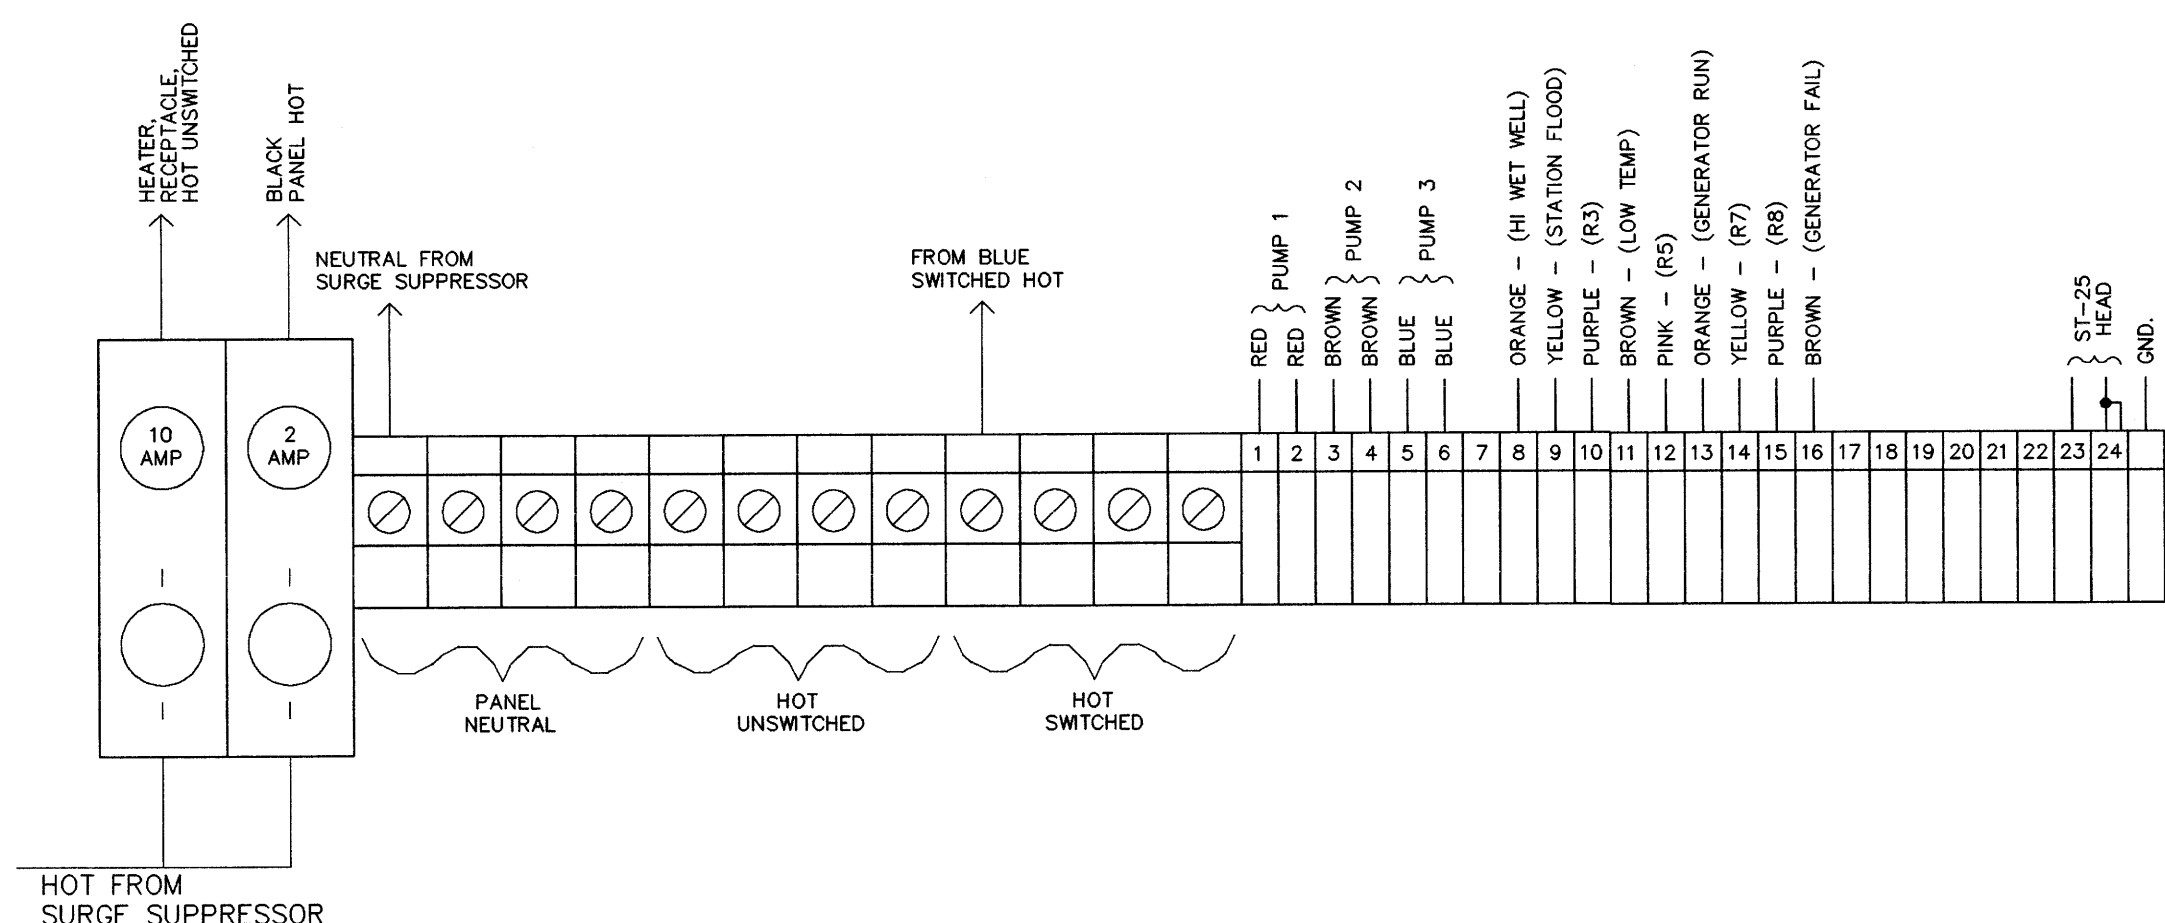 HEATER,
RECEPTACLE,
HOT UNSWITCHED
BLACK
PANEL HOT
NEUTRAL FROM
SURGE SUPPRESSOR
FROM BLUE
SWITCHED HOT
RED
RED
PUMP 1
BROWN
BROWN
PUMP 2
BLUE
BLUE
PUMP 3
ORANGE - (HI WET WELL)
YELLOW - (STATION FLOOD)
PURPLE - (R3)
BROWN - (LOW TEMP)
PINK - (R5)
ORANGE - (GENERATOR RUN)
YELLOW - (R7)
PURPLE - (R8)
BROWN - (GENERATOR FAIL)
ST-25
HEAD
GND.
10
AMP
2
AMP
1 2 3 4 5 6 7 8 9 10 11 12 13 14 15 16 17 18 19 20 21 22 23 24
PANEL
NEUTRAL
HOT
UNSWITCHED
HOT
SWITCHED
HOT FROM
SURGE SUPPRESSOR